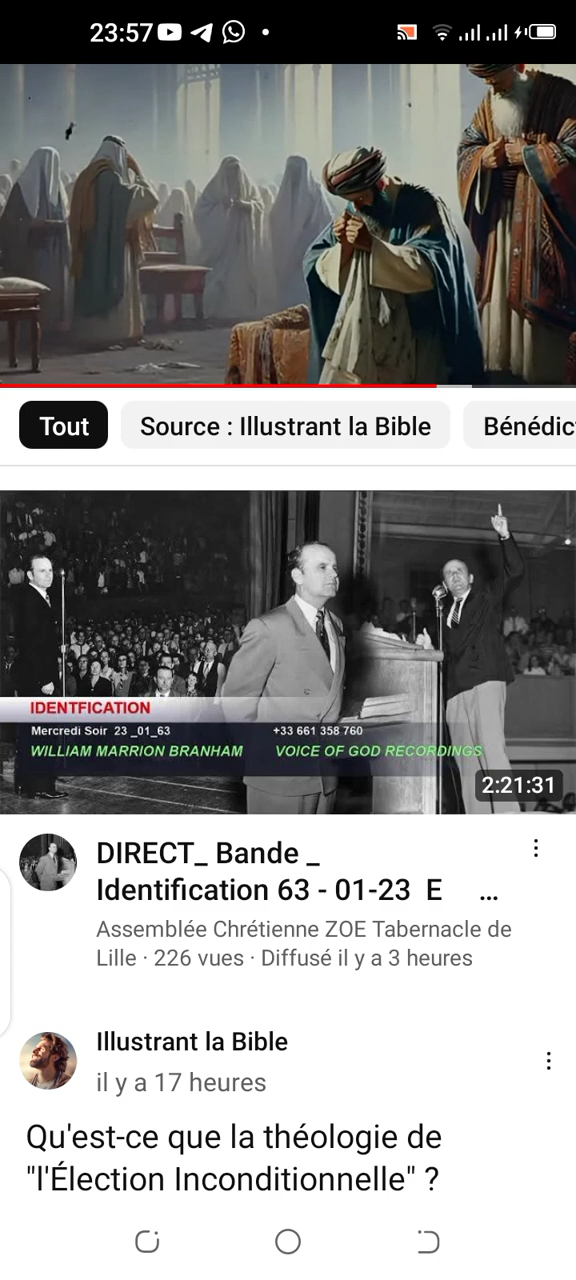 23:57
Tout
Source : Illustrant la Bible
Bénédic
IDENTFICATION
Mercredi Soir 23 _01_63
+33 661 358 760
WILLIAM MARRION BRANHAM
VOICE OF GOD RECORDINGS
2:21:31
DIRECT_ Bande _
Identification 63 - 01-23 E ...
Assemblée Chrétienne ZOE Tabernacle de
Lille · 226 vues · Diffusé il y a 3 heures
Illustrant la Bible
il y a 17 heures
Qu'est-ce que la théologie de
"l'Élection Inconditionnelle" ?